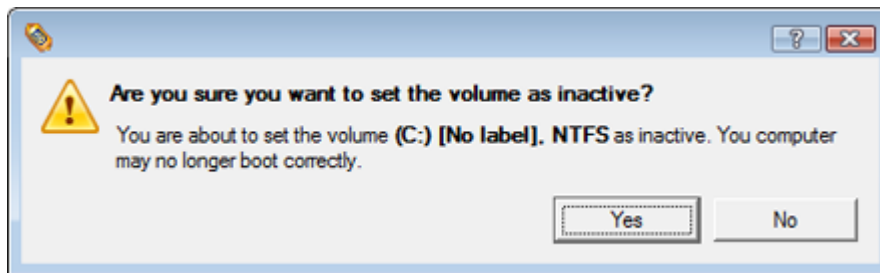 Are you sure you want to set the volume as inactive?
You are about to set the volume (C:) [No label], NTFS as inactive. You computer
may no longer boot correctly.
Yes No